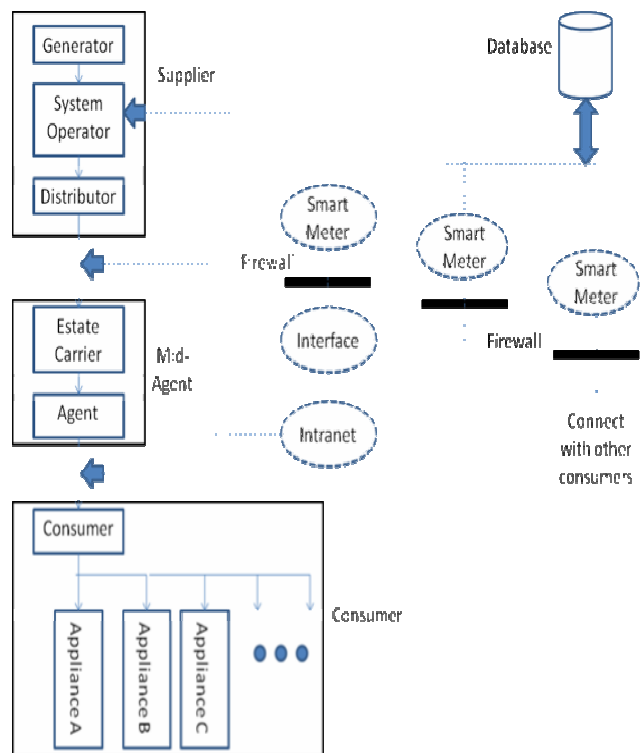 Generator
Supplier
System
Operator
Distributor
Database
Smart
Meter
Smart
Meter
Smart
Meter
Firewall
Firewall
Estate
Carrier
Mid-
Agent
Agent
Interface
Intranet
Connect
with other
consumers
Consumer
Consumer
Appliance A
Appliance B
Appliance C